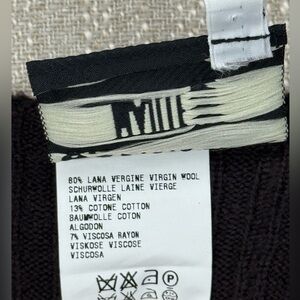 80% LANA VERGINE VIRGIN WOOL
SCHURWOLLE LAINE VIERGE
LANA VIRGEN
13% COTONE COTTON
BAUMWOLLE COTON
ALGODON
7% VISCOSA RAYON
VISKOSE VISCOSE
VISCOSA
P